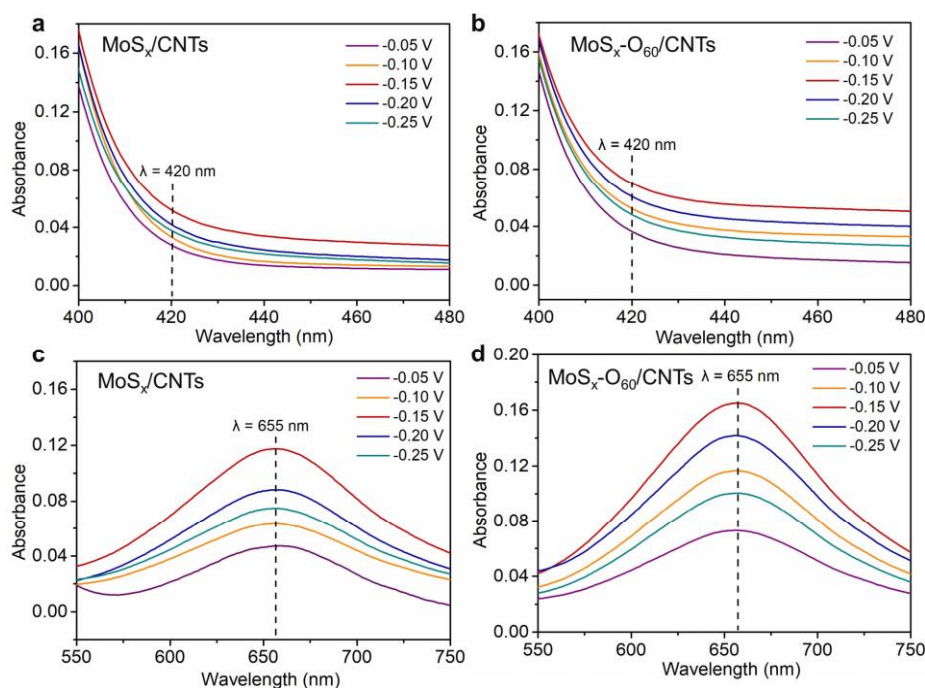 a
MoSₓ/CNTs
-0.05 V
-0.10 V
-0.15 V
-0.20 V
-0.25 V
λ = 420 nm
0.16
0.12
0.08
0.04
0.00
Absorbance
400 420 440 460 480
Wavelength (nm)
b
MoSₓ-O₆₀/CNTs
-0.05 V
-0.10 V
-0.15 V
-0.20 V
-0.25 V
λ = 420 nm
0.16
0.12
0.08
0.04
0.00
Absorbance
400 420 440 460 480
Wavelength (nm)
c
MoSₓ/CNTs
-0.05 V
-0.10 V
-0.15 V
-0.20 V
-0.25 V
λ = 655 nm
0.16
0.12
0.08
0.04
0.00
Absorbance
550 600 650 700 750
Wavelength (nm)
d
MoSₓ-O₆₀/CNTs
λ = 655 nm
-0.05 V
-0.10 V
-0.15 V
-0.20 V
-0.25 V
0.20
0.16
0.12
0.08
0.04
0.00
Absorbance
550 600 650 700 750
Wavelength (nm)